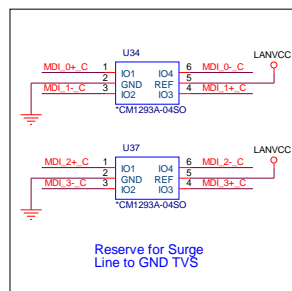 U34
LANVCC
MDI_0+_C 1 IO1 IO4 6 MDI_0-_C
2 GND REF 5
MDI_1-_C 3 IO2 IO3 4 MDI_1+_C
*CM1293A-04SO
U37
LANVCC
MDI_2+_C 1 IO1 IO4 6 MDI_2-_C
2 GND REF 5
MDI_3-_C 3 IO2 IO3 4 MDI_3+_C
*CM1293A-04SO
Reserve for Surge
Line to GND TVS